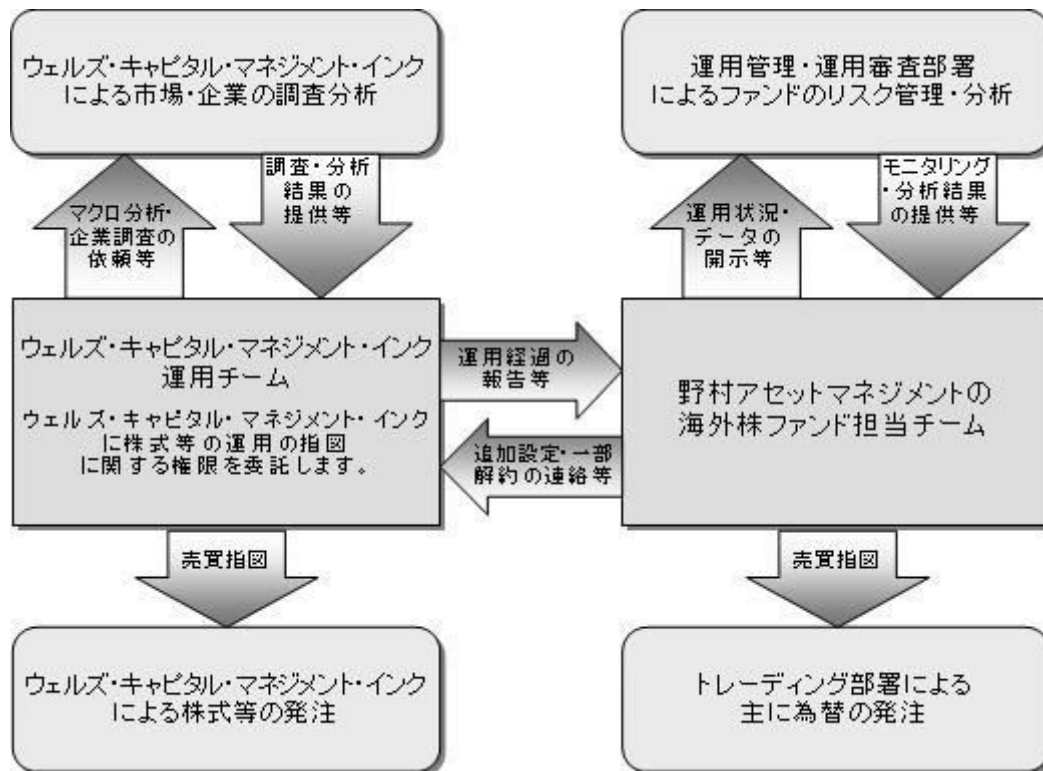 ウェルズ・キャピタル・マネジメント・インク
による市場・企業の調査分析
運用管理・運用審査部署
によるファンドのリスク管理・分析
マクロ分析・
企業調査の
依頼等
調査・分析
結果の
提供等
運用状況・
データの
開示等
モニタリング
・分析結果
の提供等
ウェルズ・キャピタル・マネジメント・インク
運用チーム
ウェルズ・キャピタル・マネジメント・インク
に株式等の運用の指図
に関する権限を委託します。
運用経過の
報告等
追加設定・一部
解約の連絡等
野村アセットマネジメントの
海外株ファンド担当チーム
売買指図
売買指図
ウェルズ・キャピタル・マネジメント・インク
による株式等の発注
トレーディング部署による
主に為替の発注